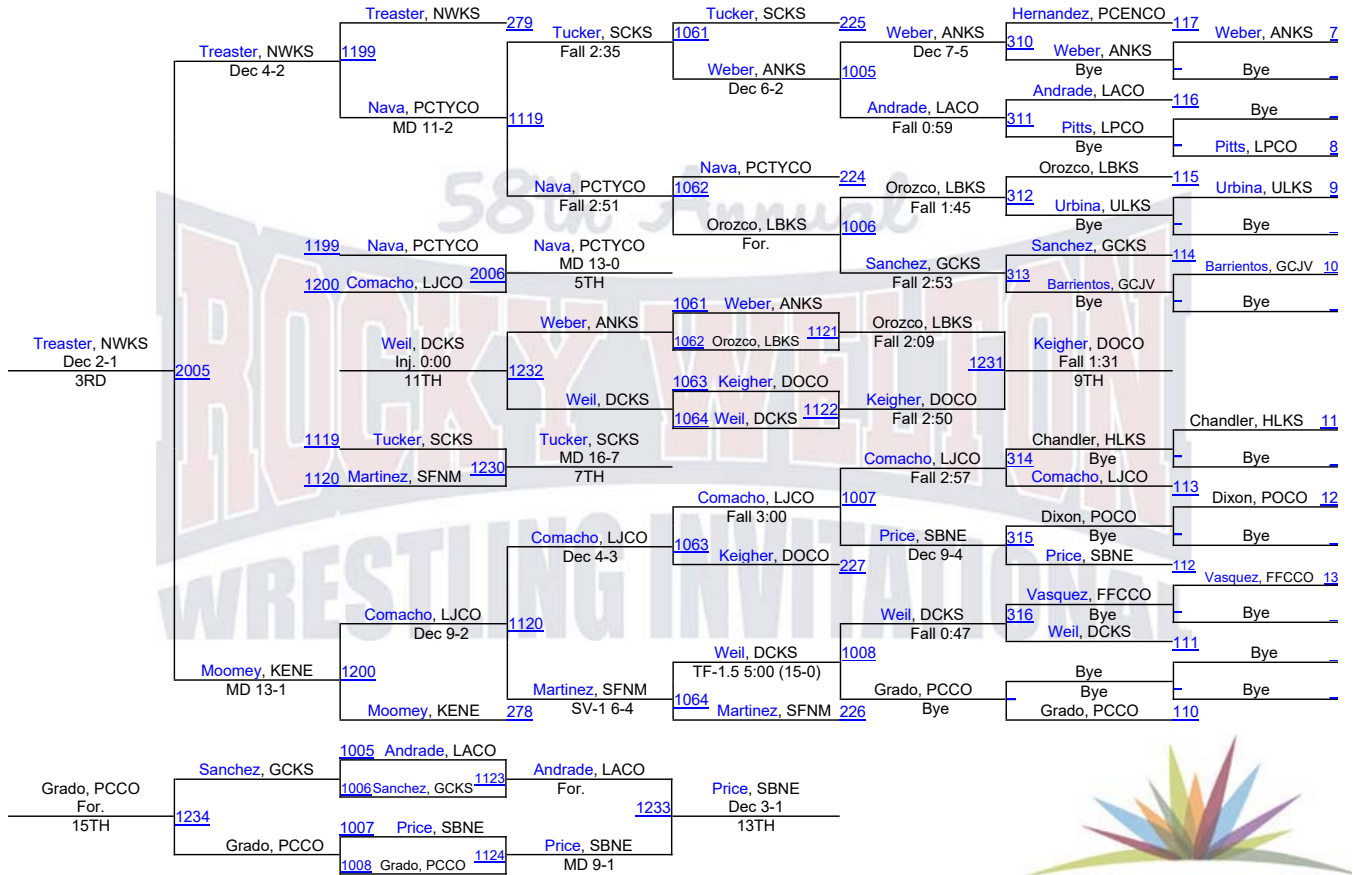 Treaster, NWKS 279
Tucker, SCKS 225
Hernandez, PCENCO 117
Tucker, SCKS 1061
Fall 2:35
Weber, ANKS 310
Dec 7-5
Weber, ANKS 7
Treaster, NWKS 1199
Dec 4-2
Weber, ANKS
Bye
Bye _
Weber, ANKS 1005
Dec 6-2
Andrade, LACO 116
Nava, PCTYCO 1119
MD 11-2
Andrade, LACO 311
Fall 0:59
Bye _
Pitts, LPCO
Bye
Pitts, LPCO 8
58th Annual
Nava, PCTYCO 224
Orozco, LBKS 115
Nava, PCTYCO 1062
Fall 2:51
Orozco, LBKS 312
Fall 1:45
Urbina, ULKS 9
Urbina, ULKS
Bye
Bye _
Orozco, LBKS 1006
For.
Sanchez, GCKS 114
1199 Nava, PCTYCO
1200 Comacho, LJCO 2006
Nava, PCTYCO
MD 13-0
5TH
Sanchez, GCKS 313
Fall 2:53
Barrientos, GCJV 10
Barrientos, GCJV
Bye
Bye _
ROCKY WELTON
1061 Weber, ANKS
1062 Orozco, LBKS 1121
Weber, ANKS
Orozco, LBKS
Fall 2:09
Treaster, NWKS
Dec 2-1
3RD
2005
Weil, DCKS
Inj. 0:00
11TH
1232
1231
Keigher, DOCO
Fall 1:31
9TH
1063 Keigher, DOCO
1064 Weil, DCKS 1122
Weil, DCKS
Keigher, DOCO
Fall 2:50
1119 Tucker, SCKS
1120 Martinez, SFNM 1230
Tucker, SCKS
MD 16-7
7TH
Chandler, HLKS 11
Chandler, HLKS
Bye
Bye _
Comacho, LJCO 314
Fall 2:57
Comacho, LJCO 113
Comacho, LJCO 1007
Fall 3:00
Dixon, POCO 12
Dixon, POCO
Bye
Bye _
WRESTLING INVITATIONAL
Comacho, LJCO 1063
Dec 4-3
Price, SBNE 315
Dec 9-4
Price, SBNE 112
Keigher, DOCO 227
Vasquez, FFCCO 13
Vasquez, FFCCO
Bye
Bye _
Comacho, LJCO 1120
Dec 9-2
Weil, DCKS 316
Fall 0:47
Weil, DCKS 111
Weil, DCKS 1008
TF-1.5 5:00 (15-0)
Bye _
Moomey, KENE 1200
MD 13-1
Bye
Bye
Bye _
Martinez, SFNM 1064
SV-1 6-4
Grado, PCCO
Bye
Moomey, KENE 278
Martinez, SFNM 226
Grado, PCCO 110
1005 Andrade, LACO
1006 Sanchez, GCKS 1123
Sanchez, GCKS
Andrade, LACO
For.
Grado, PCCO
For.
15TH
1234
1233
Price, SBNE
Dec 3-1
13TH
1007 Price, SBNE
1008 Grado, PCCO 1124
Grado, PCCO
Price, SBNE
MD 9-1